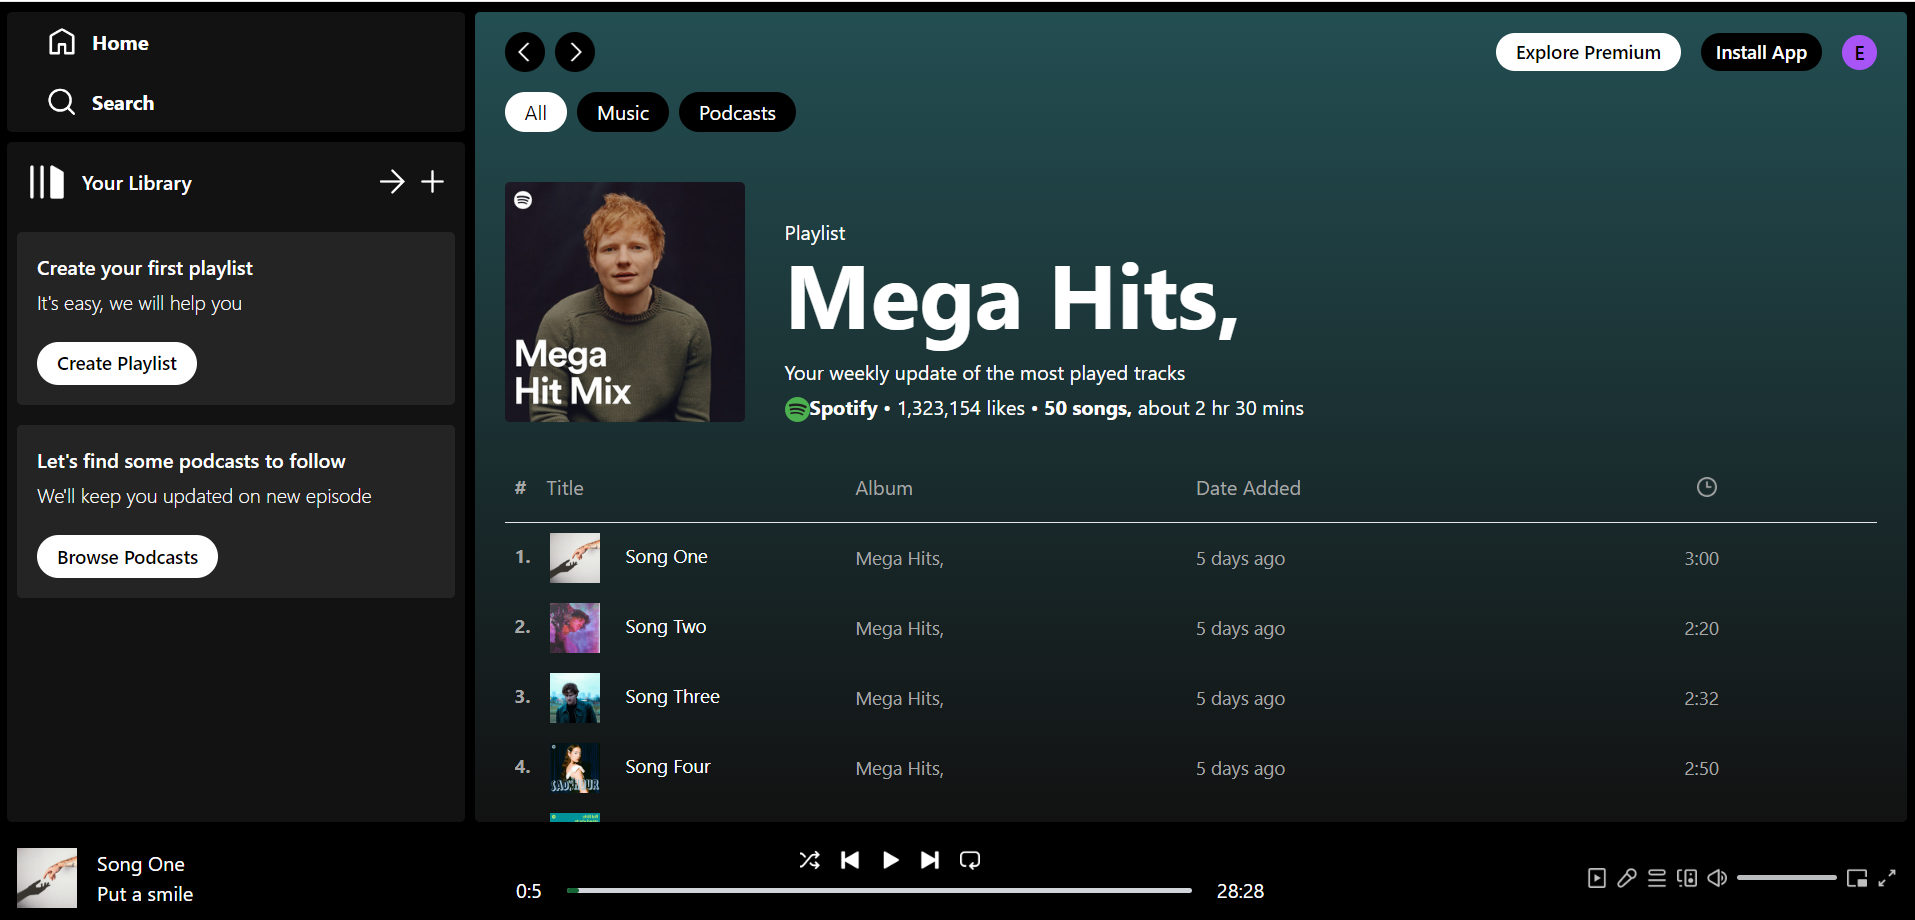 Home
Search
Your Library
Create your first playlist
It's easy, we will help you
Create Playlist
Let's find some podcasts to follow
We'll keep you updated on new episode
Browse Podcasts
Explore Premium
Install App
E
All
Music
Podcasts
Mega
Hit Mix
Playlist
Mega Hits,
Your weekly update of the most played tracks
Spotify • 1,323,154 likes • 50 songs, about 2 hr 30 mins
# Title Album Date Added
1. Song One Mega Hits, 5 days ago 3:00
2. Song Two Mega Hits, 5 days ago 2:20
3. Song Three Mega Hits, 5 days ago 2:32
4. Song Four Mega Hits, 5 days ago 2:50
Song One
Put a smile
0:5
28:28